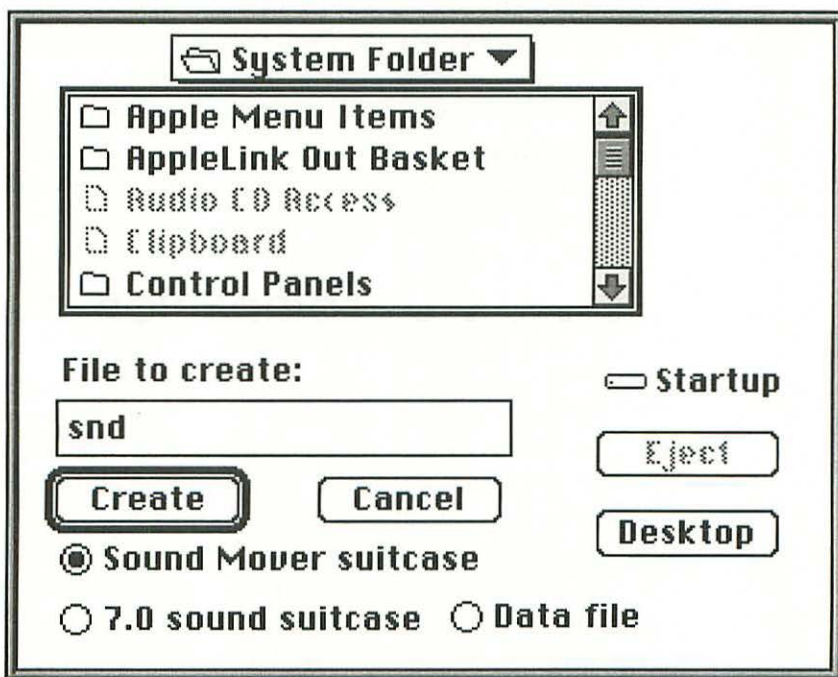 System Folder
Apple Menu Items
AppleLink Out Basket
Audio CD Access
Clipboard
Control Panels
File to create:
snd
Startup
Eject
Create
Cancel
Desktop
Sound Mover suitcase
7.0 sound suitcase
Data file